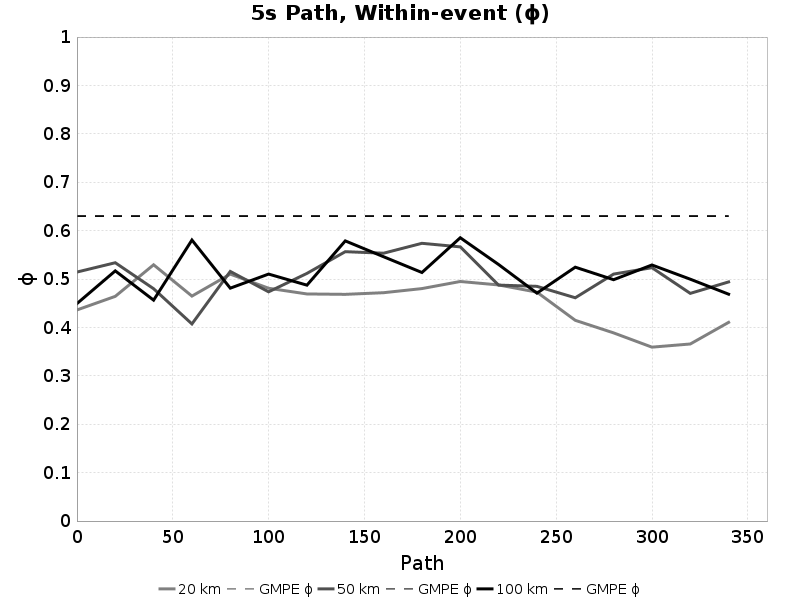 5s Path, Within-event (ϕ)
1
0.9
0.8
0.7
0.6
0.5
0.4
0.3
0.2
0.1
0
ϕ
0 50 100 150 200 250 300 350
Path
20 km GMPE ϕ 50 km GMPE ϕ 100 km GMPE ϕ